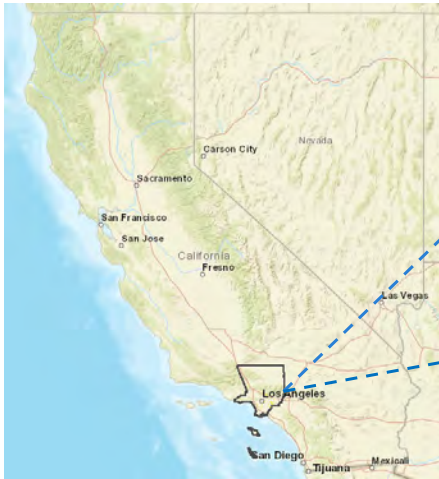 Nevada
Carson City
Sacramento
San Francisco
San Jose
California
Fresno
Las Vegas
Los Angeles
San Diego
Mexicali
Tijuana